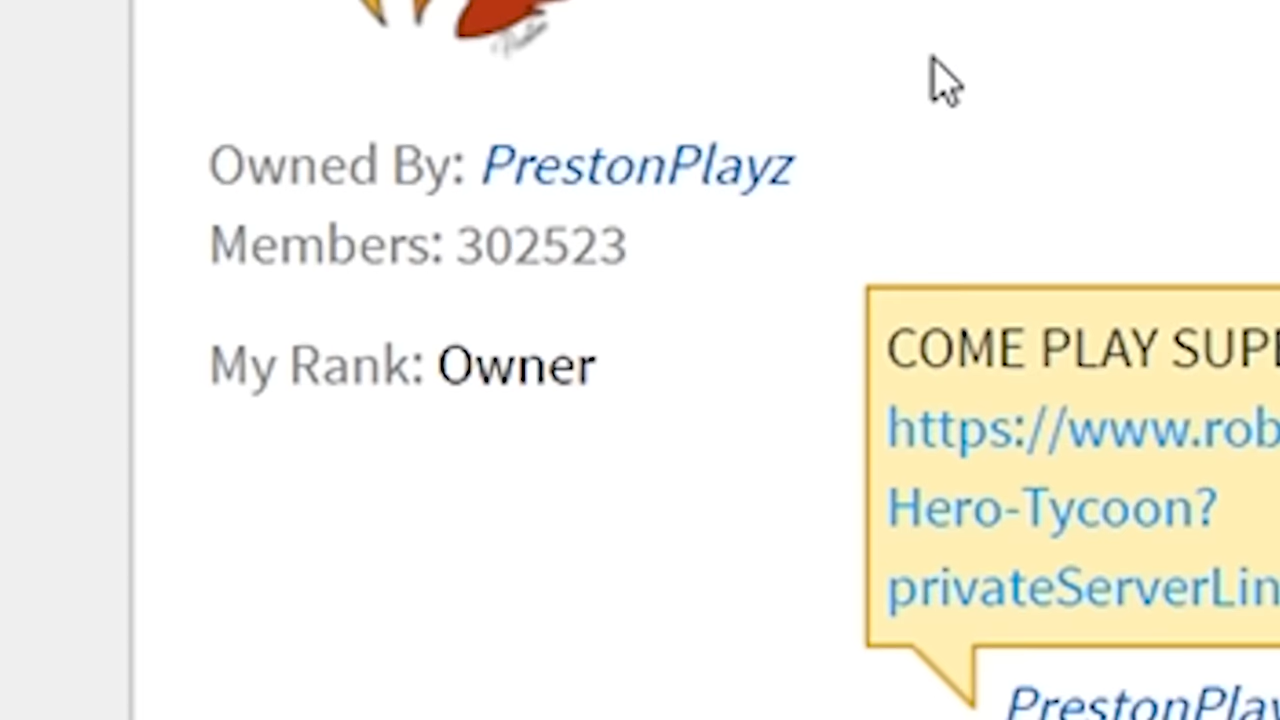 Owned By: PrestonPlayz
Members: 302523
My Rank: Owner
COME PLAY SUP
https://www.rob
Hero-Tycoon?
privateServerLin
PrestonPlay